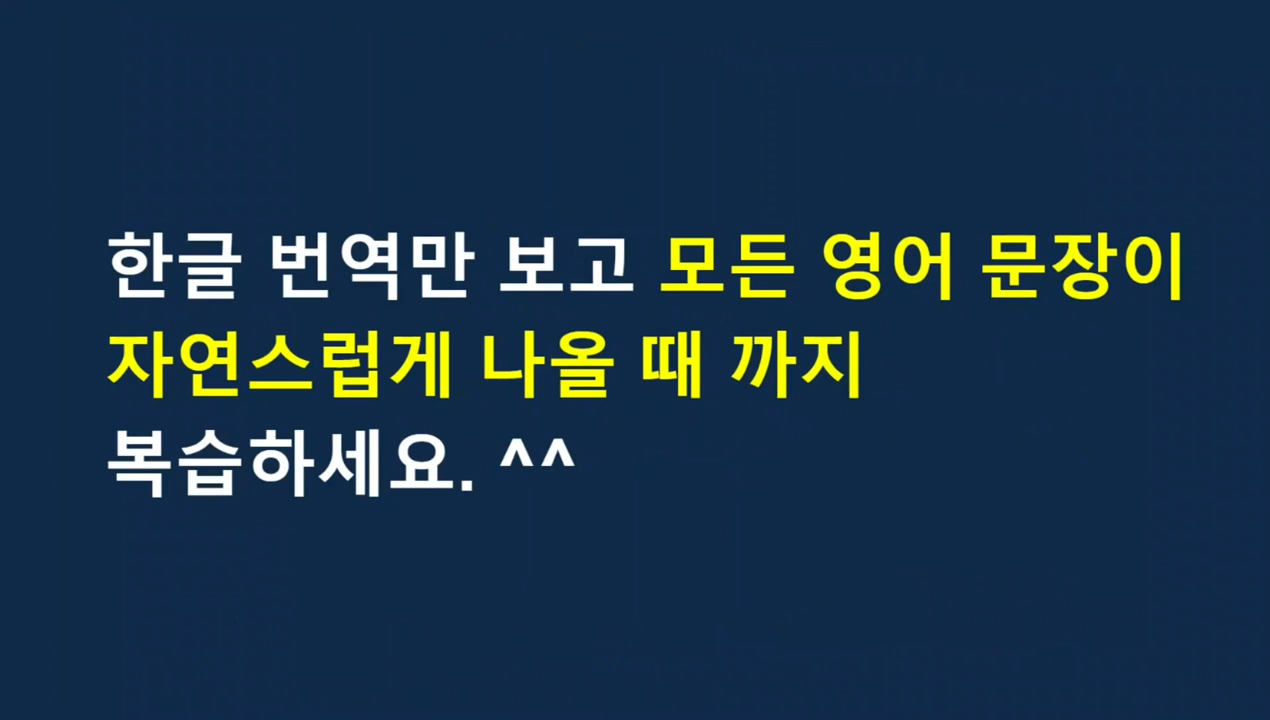 한글 번역만 보고 모든 영어 문장이
자연스럽게 나올 때 까지
복습하세요. ^^